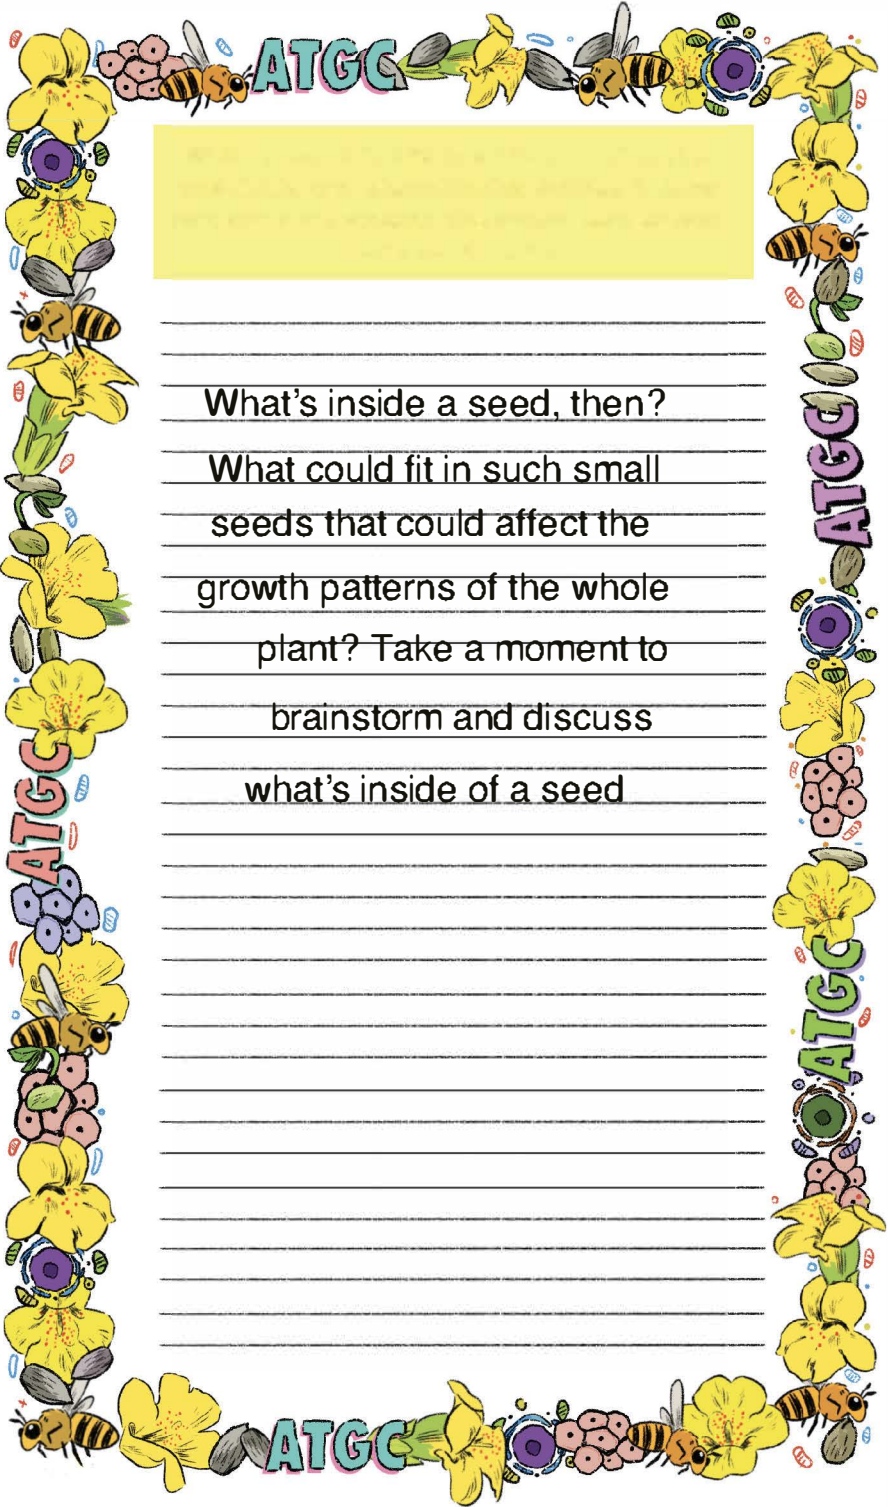 ATGC
What's inside a seed, then?
What could fit in such small
seeds that could affect the
growth patterns of the whole
plant? Take a moment to
brainstorm and discuss
what's inside of a seed
ATGC
ATGC
ATGC
ATGC